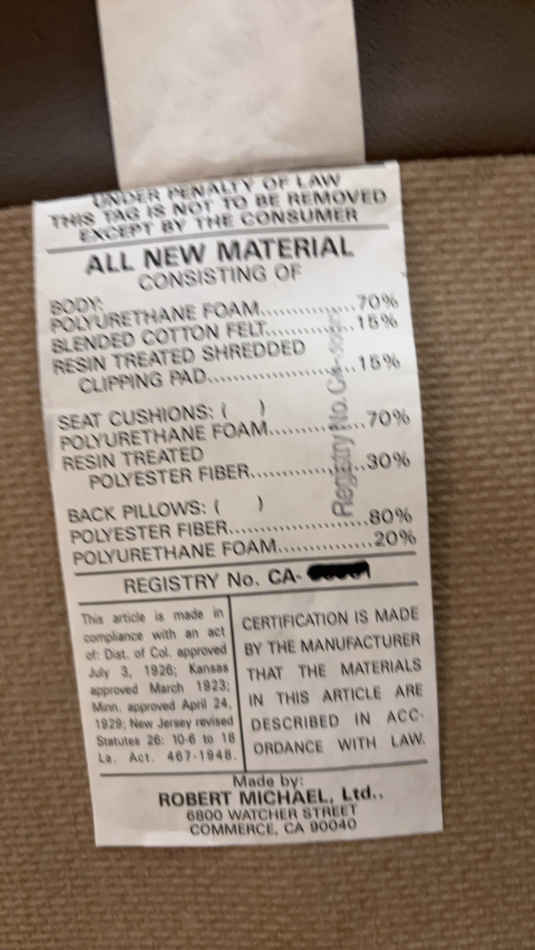 UNDER PENALTY OF LAW
THIS TAG IS NOT TO BE REMOVED
EXCEPT BY THE CONSUMER
ALL NEW MATERIAL
CONSISTING OF
BODY:
POLYURETHANE FOAM...............70%
BLENDED COTTON FELT..............15%
RESIN TREATED SHREDDED
CLIPPING PAD........................15%
SEAT CUSHIONS: ( )
POLYURETHANE FOAM...............70%
RESIN TREATED
POLYESTER FIBER..................30%
BACK PILLOWS: ( )
POLYESTER FIBER......................80%
POLYURETHANE FOAM...............20%
Registry No. CA-
REGISTRY No. CA-
This article is made in
compliance with an act
of: Dist. of Col. approved
July 3, 1926; Kansas
approved March 1923;
Minn. approved April 24,
1929; New Jersey revised
Statutes 26: 10-6 to 18
La. Act. 467-1948.
CERTIFICATION IS MADE
BY THE MANUFACTURER
THAT THE MATERIALS
IN THIS ARTICLE ARE
DESCRIBED IN ACC-
ORDANCE WITH LAW.
Made by:
ROBERT MICHAEL, Ltd..
6800 WATCHER STREET
COMMERCE, CA 90040